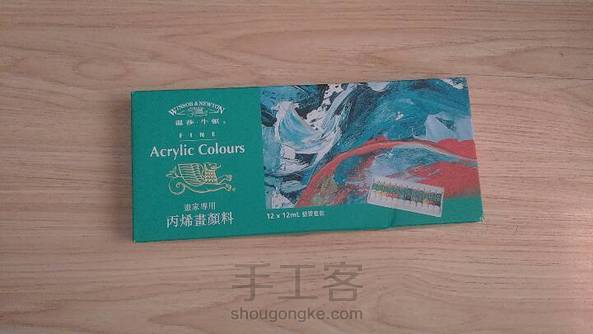 WINSOR & NEWTON
溫莎·牛頓
FINE
Acrylic Colours
畫家專用
丙烯畫顏料
12 x 12mL
手工客
shougongke.com